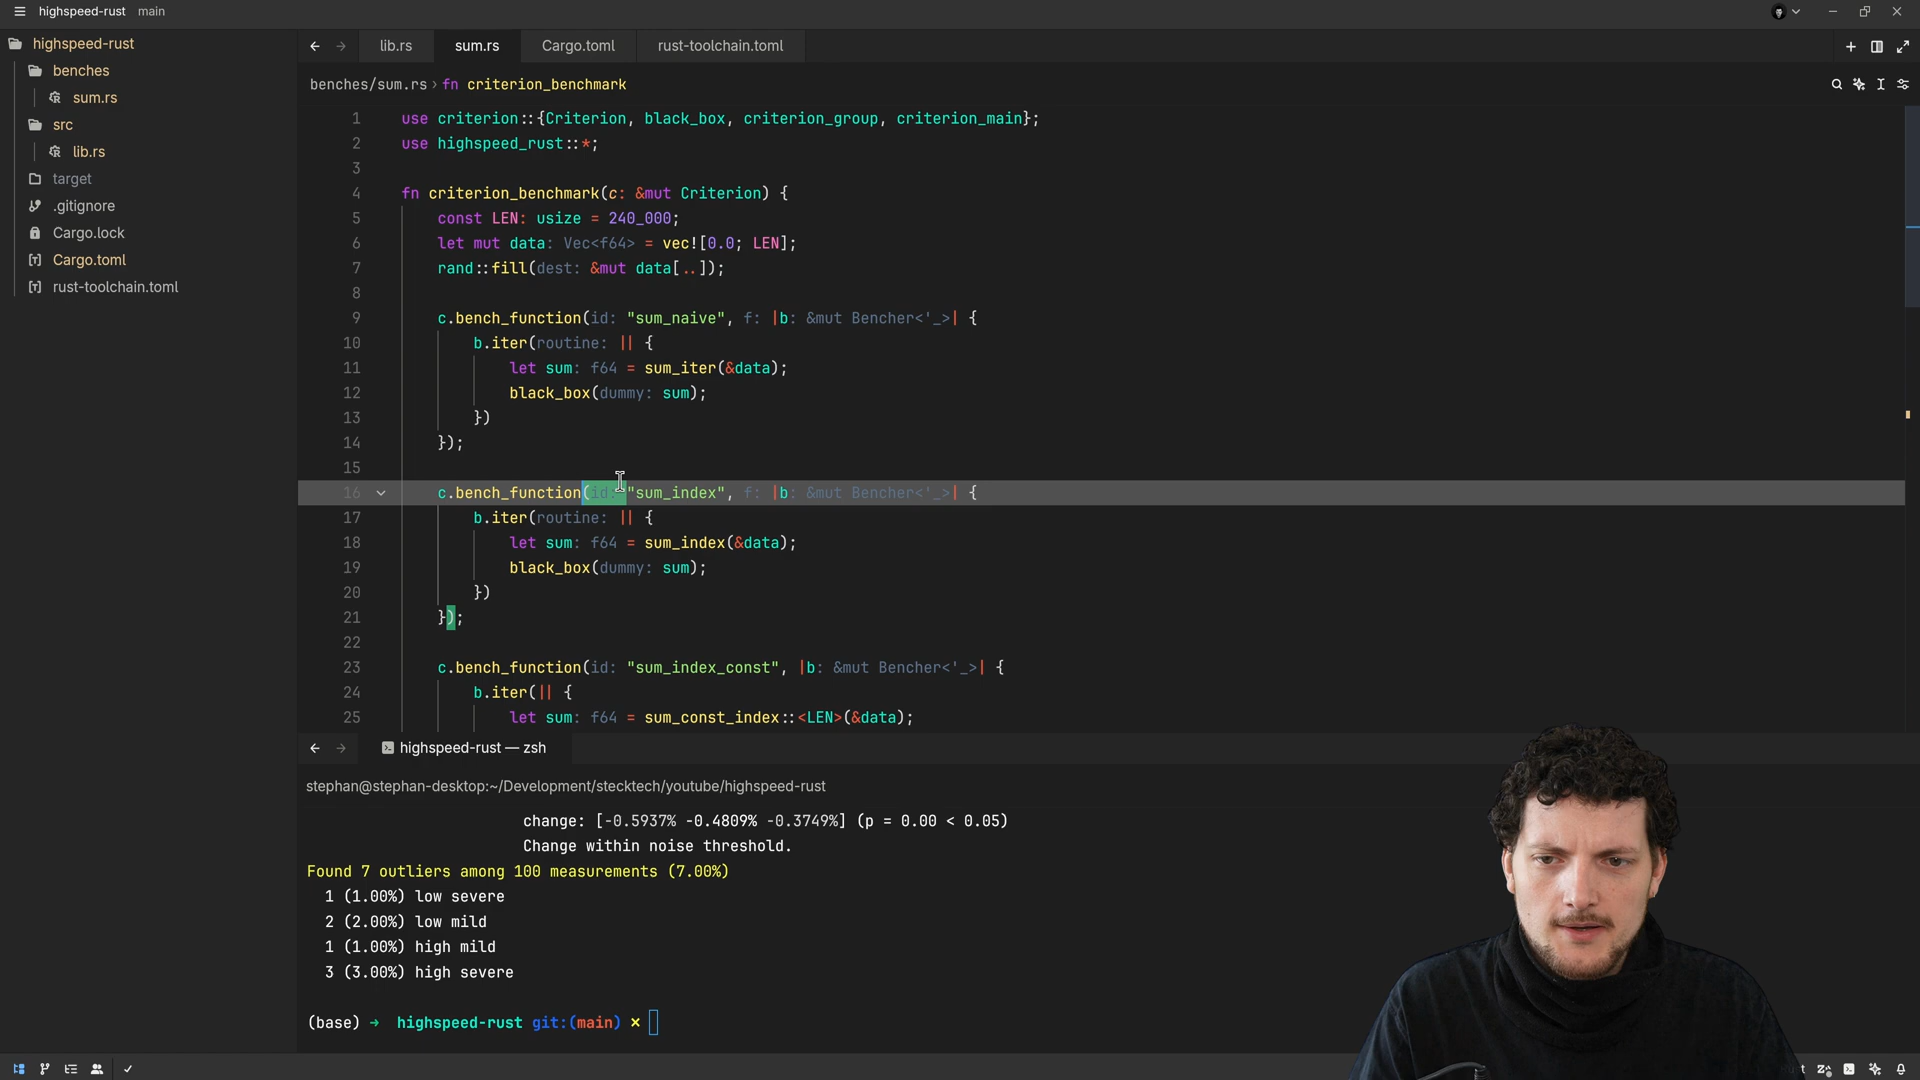 highspeed-rust main
highspeed-rust
benches
sum.rs
src
lib.rs
target
.gitignore
Cargo.lock
Cargo.toml
rust-toolchain.toml
lib.rs sum.rs Cargo.toml rust-toolchain.toml
benches/sum.rs › fn criterion_benchmark
1 use criterion::{Criterion, black_box, criterion_group, criterion_main};
2 use highspeed_rust::*;
3
4 fn criterion_benchmark(c: &mut Criterion) {
5 const LEN: usize = 240_000;
6 let mut data: Vec<f64> = vec![0.0; LEN];
7 rand::fill(dest: &mut data[..]);
8
9 c.bench_function(id: "sum_naive", f: |b: &mut Bencher<'_>| {
10 b.iter(routine: || {
11 let sum: f64 = sum_iter(&data);
12 black_box(dummy: sum);
13 })
14 });
15
16 c.bench_function(id: "sum_index", f: |b: &mut Bencher<'_>| {
17 b.iter(routine: || {
18 let sum: f64 = sum_index(&data);
19 black_box(dummy: sum);
20 })
21 });
22
23 c.bench_function(id: "sum_index_const", |b: &mut Bencher<'_>| {
24 b.iter(|| {
25 let sum: f64 = sum_const_index::<LEN>(&data);
highspeed-rust — zsh
stephan@stephan-desktop:~/Development/stecktech/youtube/highspeed-rust
change: [-0.5937% -0.4809% -0.3749%] (p = 0.00 < 0.05)
Change within noise threshold.
Found 7 outliers among 100 measurements (7.00%)
1 (1.00%) low severe
2 (2.00%) low mild
1 (1.00%) high mild
3 (3.00%) high severe
(base) → highspeed-rust git:(main) ×